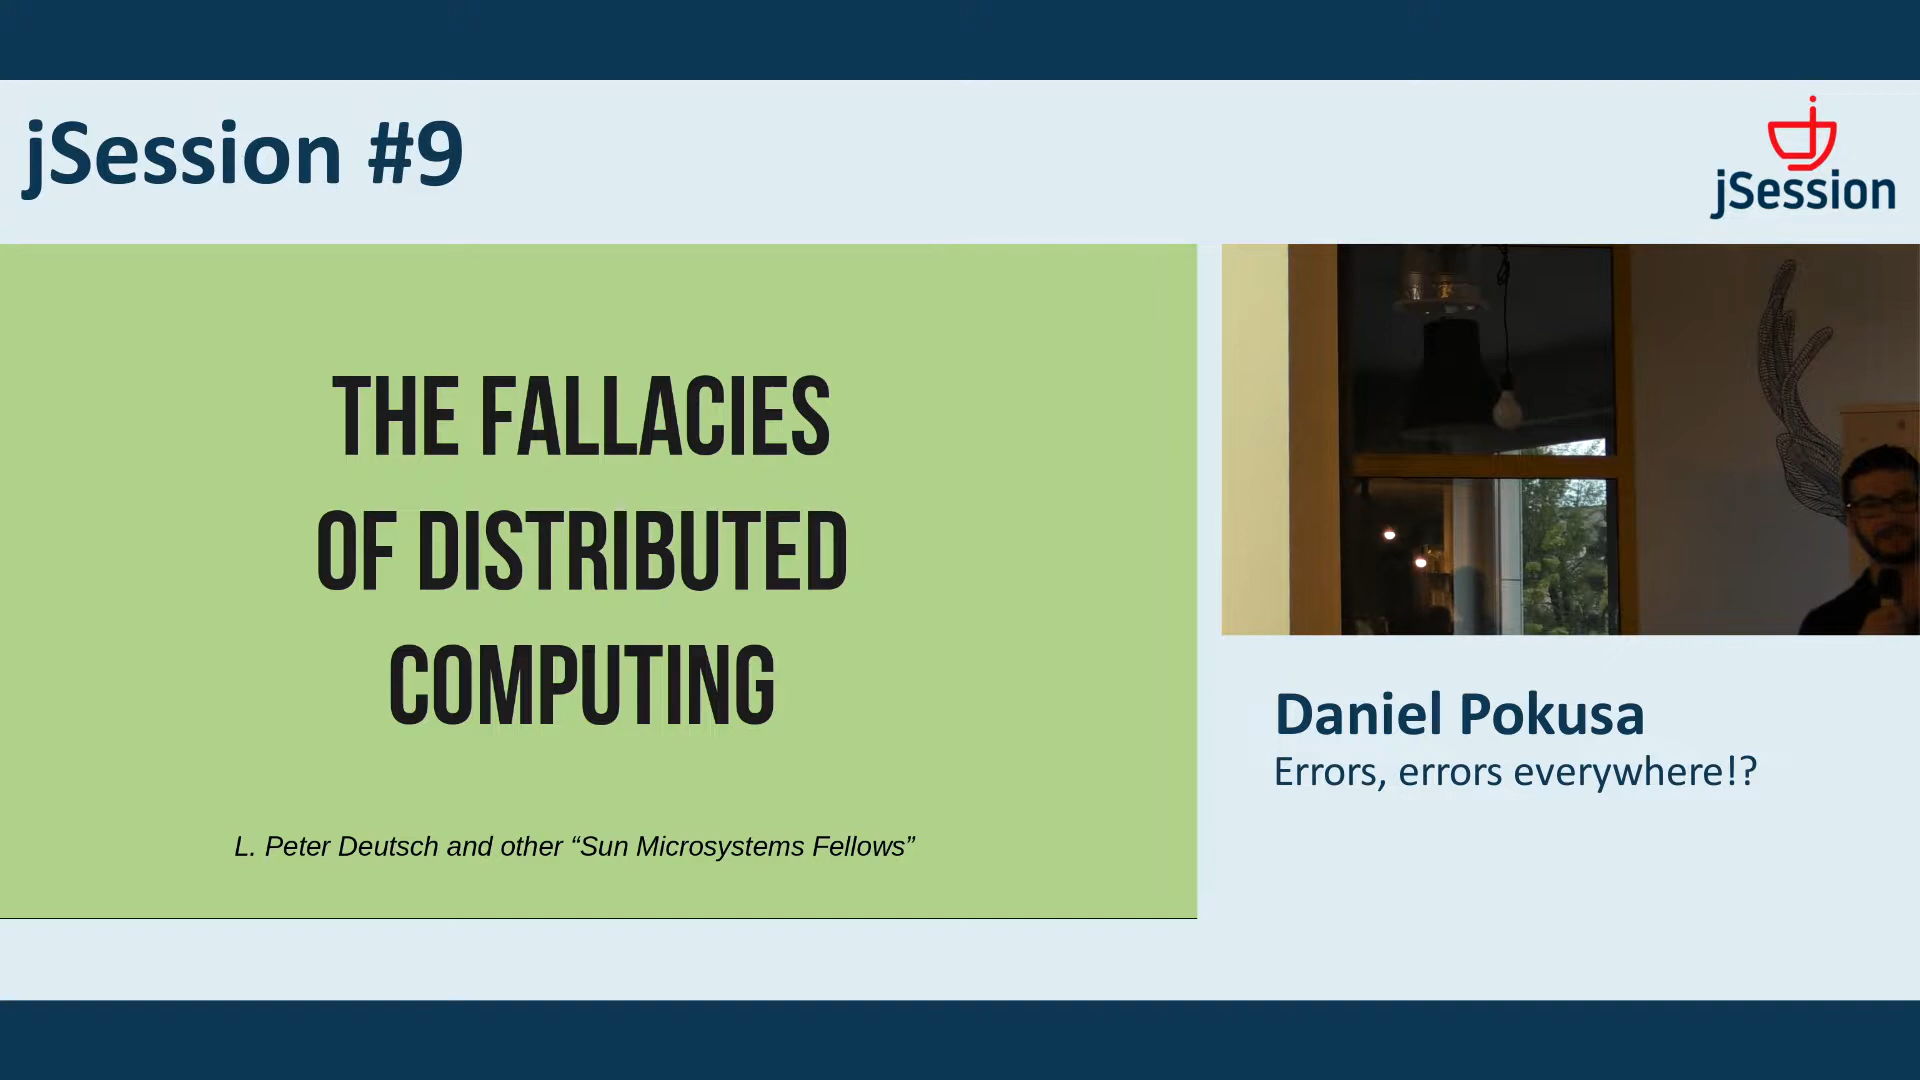 jSession #9
jSession
THE FALLACIES
OF DISTRIBUTED
COMPUTING
L. Peter Deutsch and other “Sun Microsystems Fellows”
Daniel Pokusa
Errors, errors everywhere!?